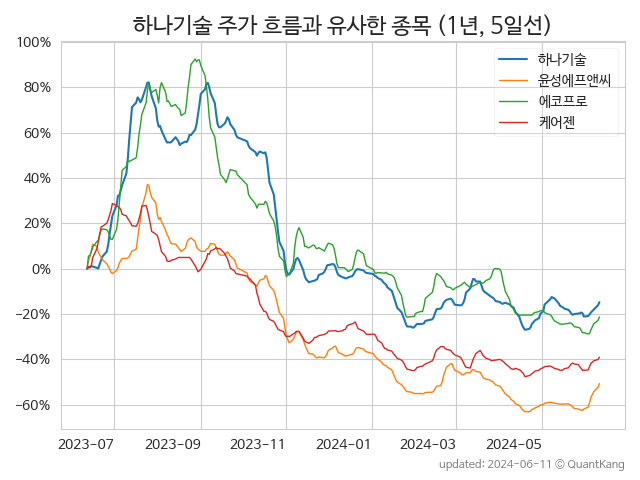 하나기술 주가 흐름과 유사한 종목 (1년, 5일선)
100%
80%
60%
40%
20%
0%
−20%
−40%
−60%
하나기술
윤성에프앤씨
에코프로
케어젠
2023-07
2023-09
2023-11
2024-01
2024-03
2024-05
updated: 2024-06-11 © QuantKang